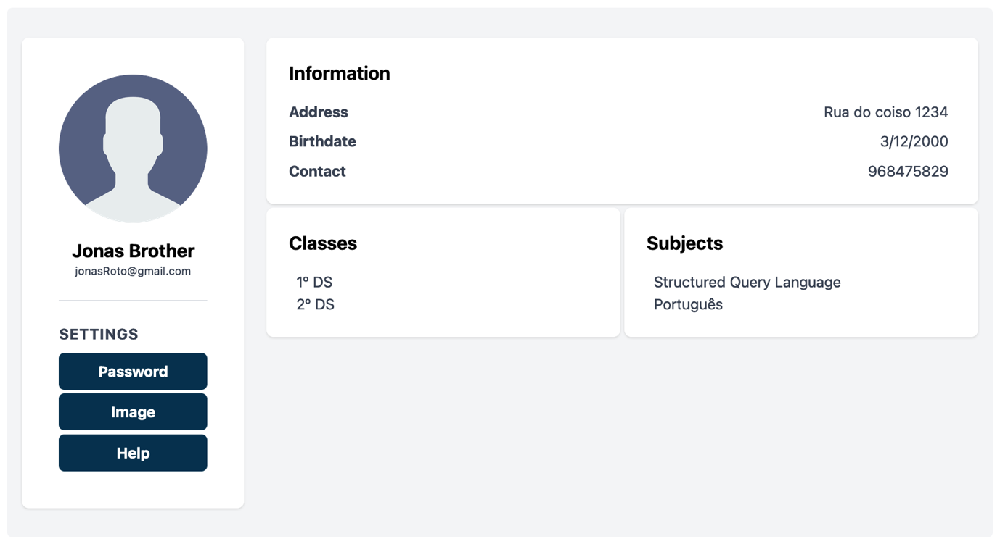 Jonas Brother
jonasRoto@gmail.com
SETTINGS
Password
Image
Help
Information
Address Rua do coiso 1234
Birthdate 3/12/2000
Contact 968475829
Classes
1º DS
2º DS
Subjects
Structured Query Language
Português